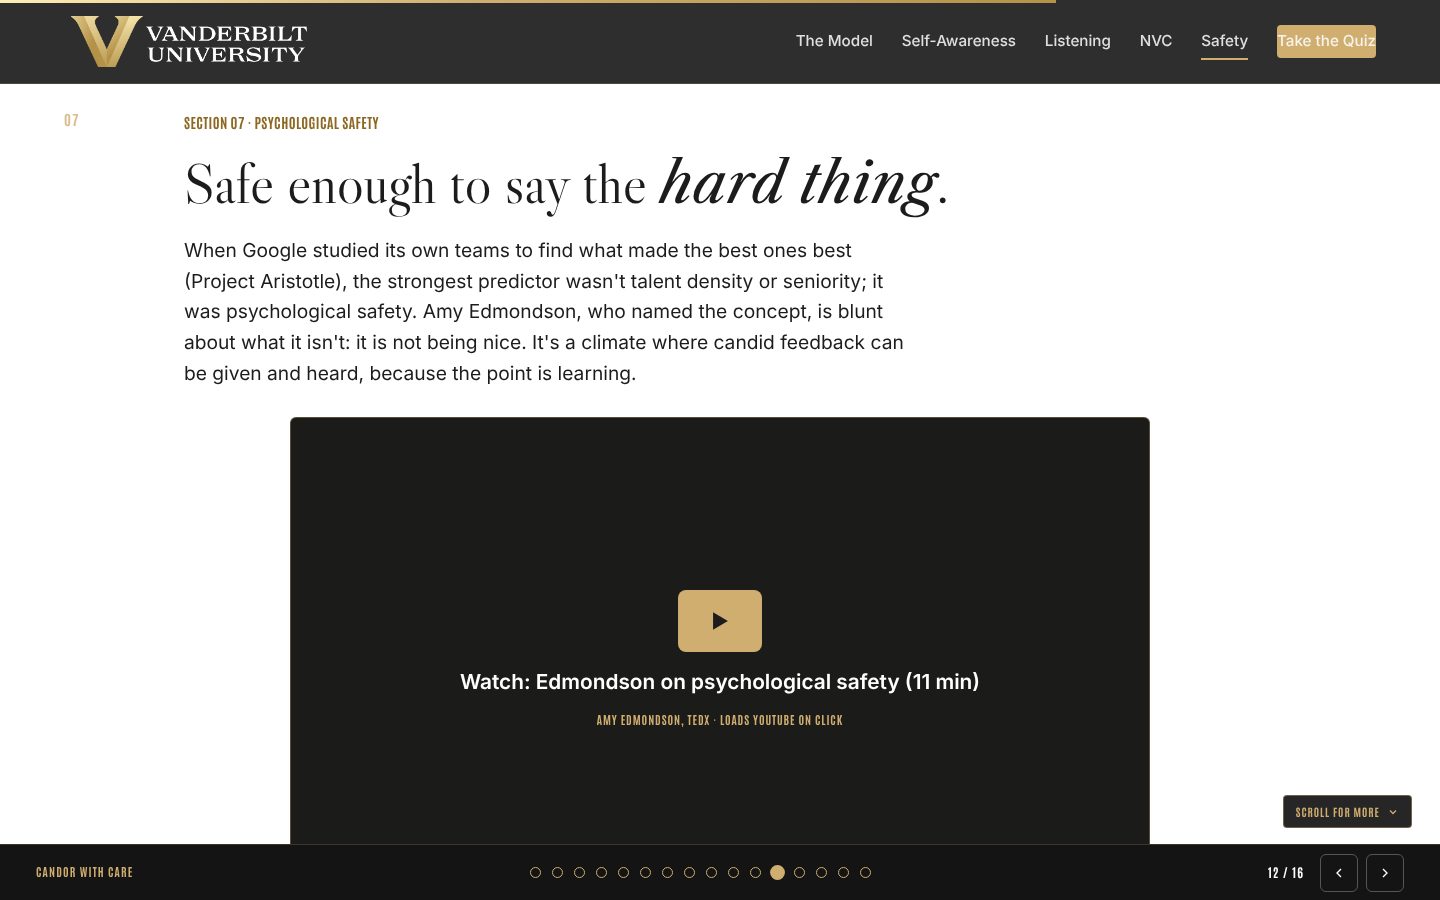 VANDERBILT
UNIVERSITY
The Model
Self-Awareness
Listening
NVC
Safety
Take the Quiz
07
SECTION 07 · PSYCHOLOGICAL SAFETY
Safe enough to say the hard thing.
When Google studied its own teams to find what made the best ones best
(Project Aristotle), the strongest predictor wasn't talent density or seniority; it
was psychological safety. Amy Edmondson, who named the concept, is blunt
about what it isn't: it is not being nice. It's a climate where candid feedback can
be given and heard, because the point is learning.
Watch: Edmondson on psychological safety (11 min)
AMY EDMONDSON, TEDX · LOADS YOUTUBE ON CLICK
SCROLL FOR MORE
CANDOR WITH CARE
12 / 16